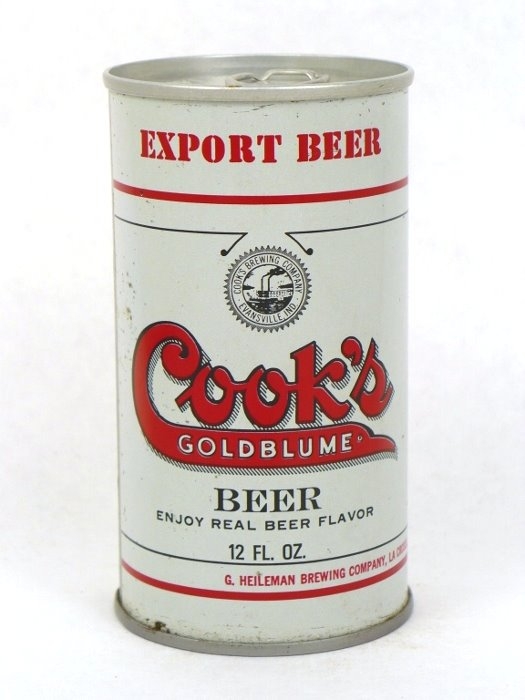 EXPORT BEER
COOK'S BREWING COMPANY
EVANSVILLE, IND.
Cook's
GOLDBLUME
BEER
ENJOY REAL BEER FLAVOR
12 FL. OZ.
G. HEILEMAN BREWING COMPANY, LA